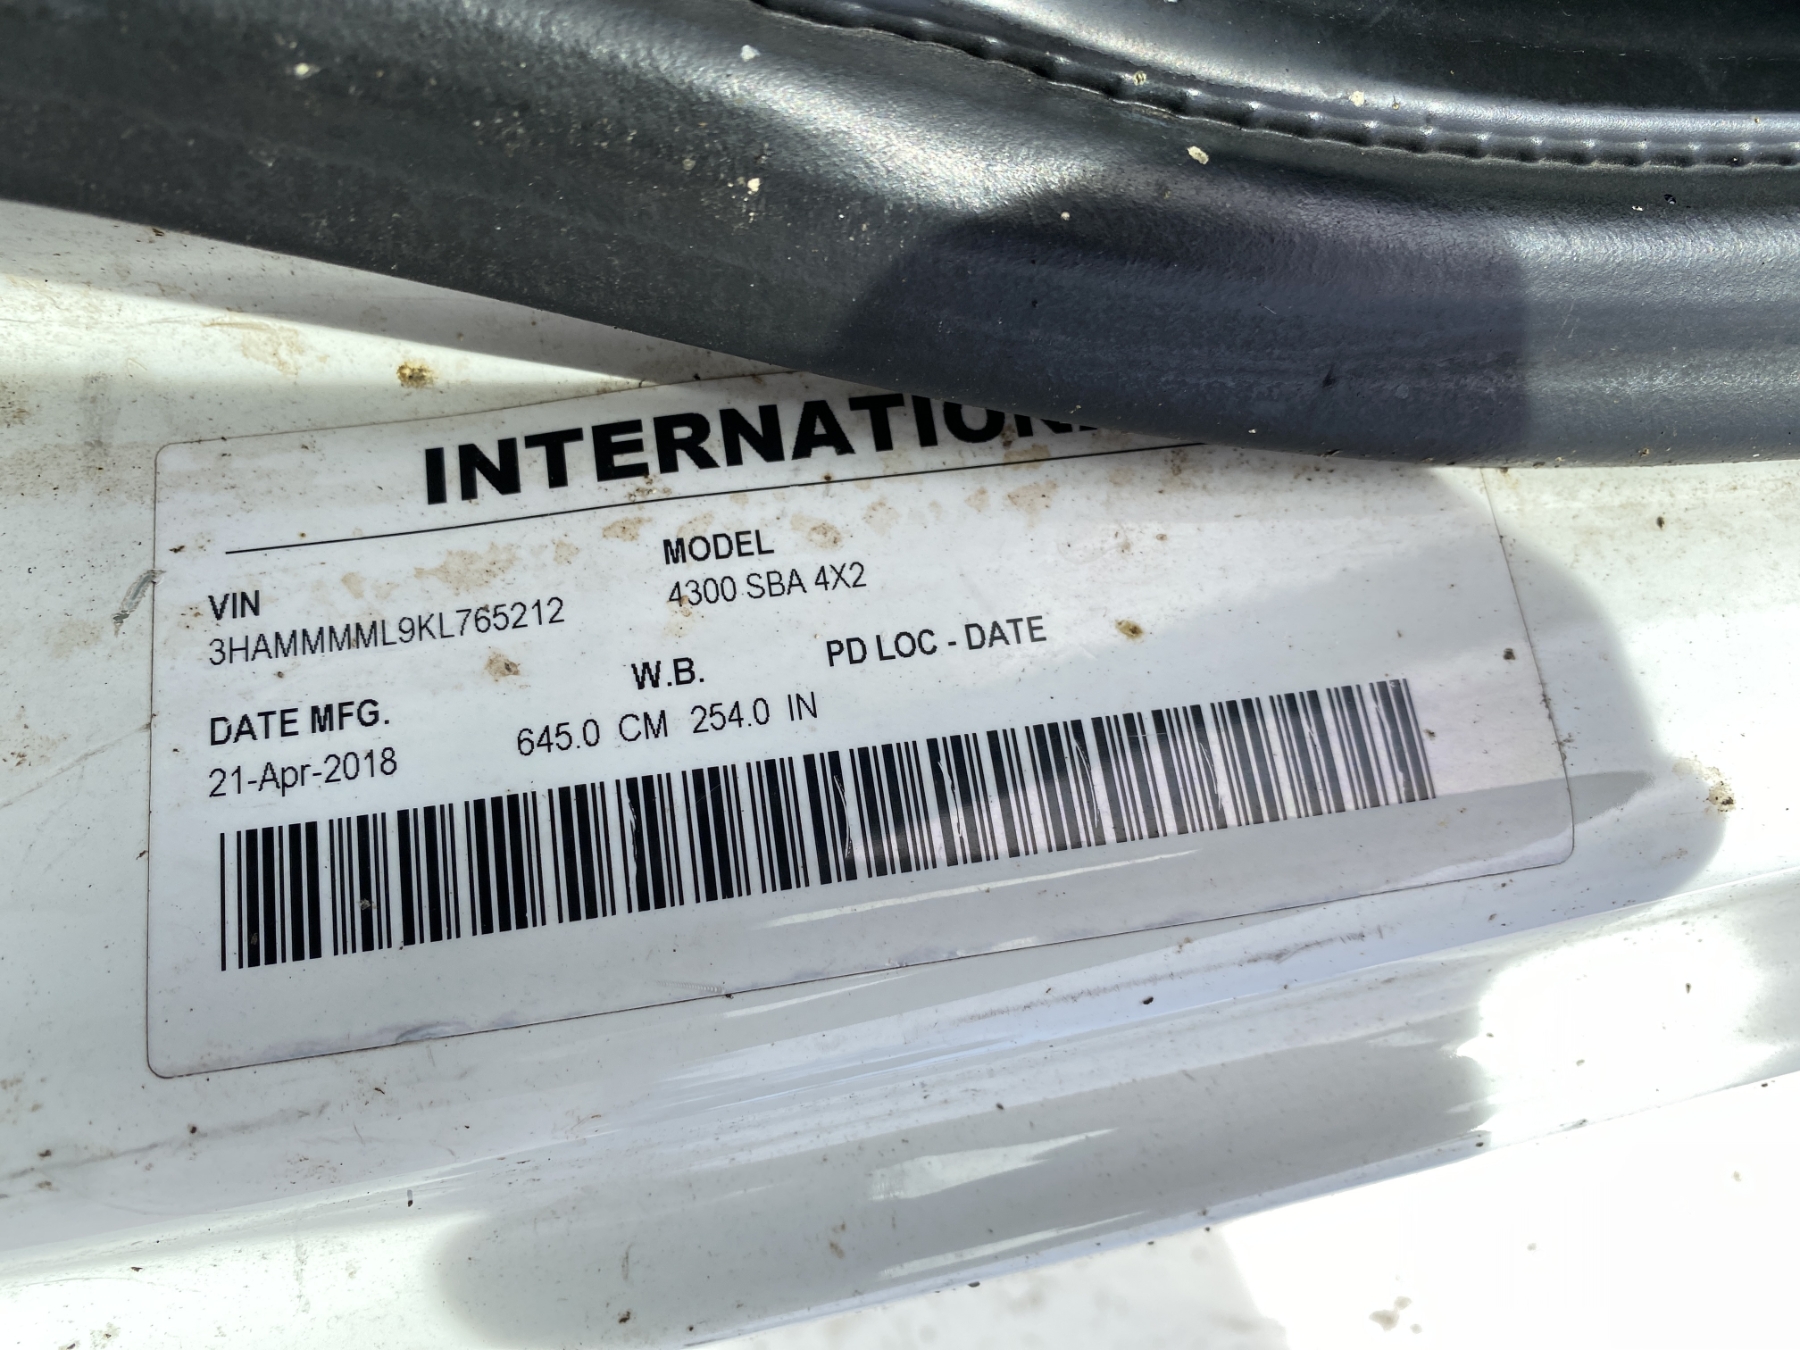 INTERNATIONA
VIN
3HAMMMML9KL765212
MODEL
4300 SBA 4X2
DATE MFG.
21-Apr-2018
W.B.
645.0 CM 254.0 IN
PD LOC - DATE